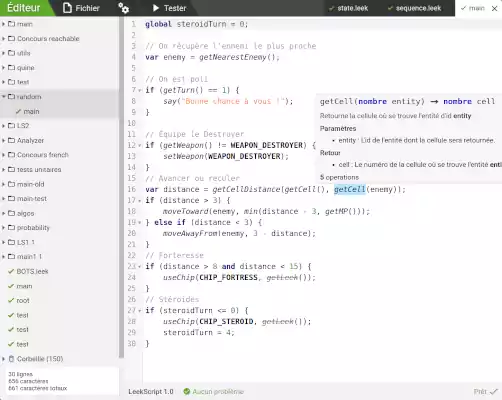 Éditeur Fichier Tester
state.leek sequence.leek main
main
Concours reachable
utils
quine
test
random
main
LS2
Analyzer
Concours french
tests unitaires
main-old
main-test
algos
probability
LS1.1
main1.1
BOTS.leek
main
root
test
test
test
Corbeille (150)
30 lignes
656 caractères
661 caractères totaux
1 global steroidTurn = 0;
2
3 // On récupère l'ennemi le plus proche
4 var enemy = getNearestEnemy();
5
6 // On est poli
7 if (getTurn() == 1) {
8 say("Bonne chance à vous !");
9 }
10
11 // Équipe le Destroyer
12 if (getWeapon() != WEAPON_DESTROYER) {
13 setWeapon(WEAPON_DESTROYER);
14 }
15 // Avancer ou reculer
16 var distance = getCellDistance(getCell(), getCell(enemy));
17 if (distance > 3) {
18 moveToward(enemy, min(distance - 3, getMP()));
19 } else if (distance < 3) {
20 moveAwayFrom(enemy, 3 - distance);
21 }
22 // Forteresse
23 if (distance > 8 and distance < 15) {
24 useChip(CHIP_FORTRESS, getLeek());
25 }
26 // Stéroides
27 if (steroidTurn <= 0) {
28 useChip(CHIP_STEROID, getLeek());
29 steroidTurn = 4;
30 }
getCell(nombre entity) → nombre cell
Retourne la cellule où se trouve l'entité d'id entity
Paramètres
entity : L'id de l'entité dont la cellule sera retournée.
Retour
cell : Le numéro de la cellule où se trouve l'entité enti
5 operations
LeekScript 1.0 Aucun problème
Prêt